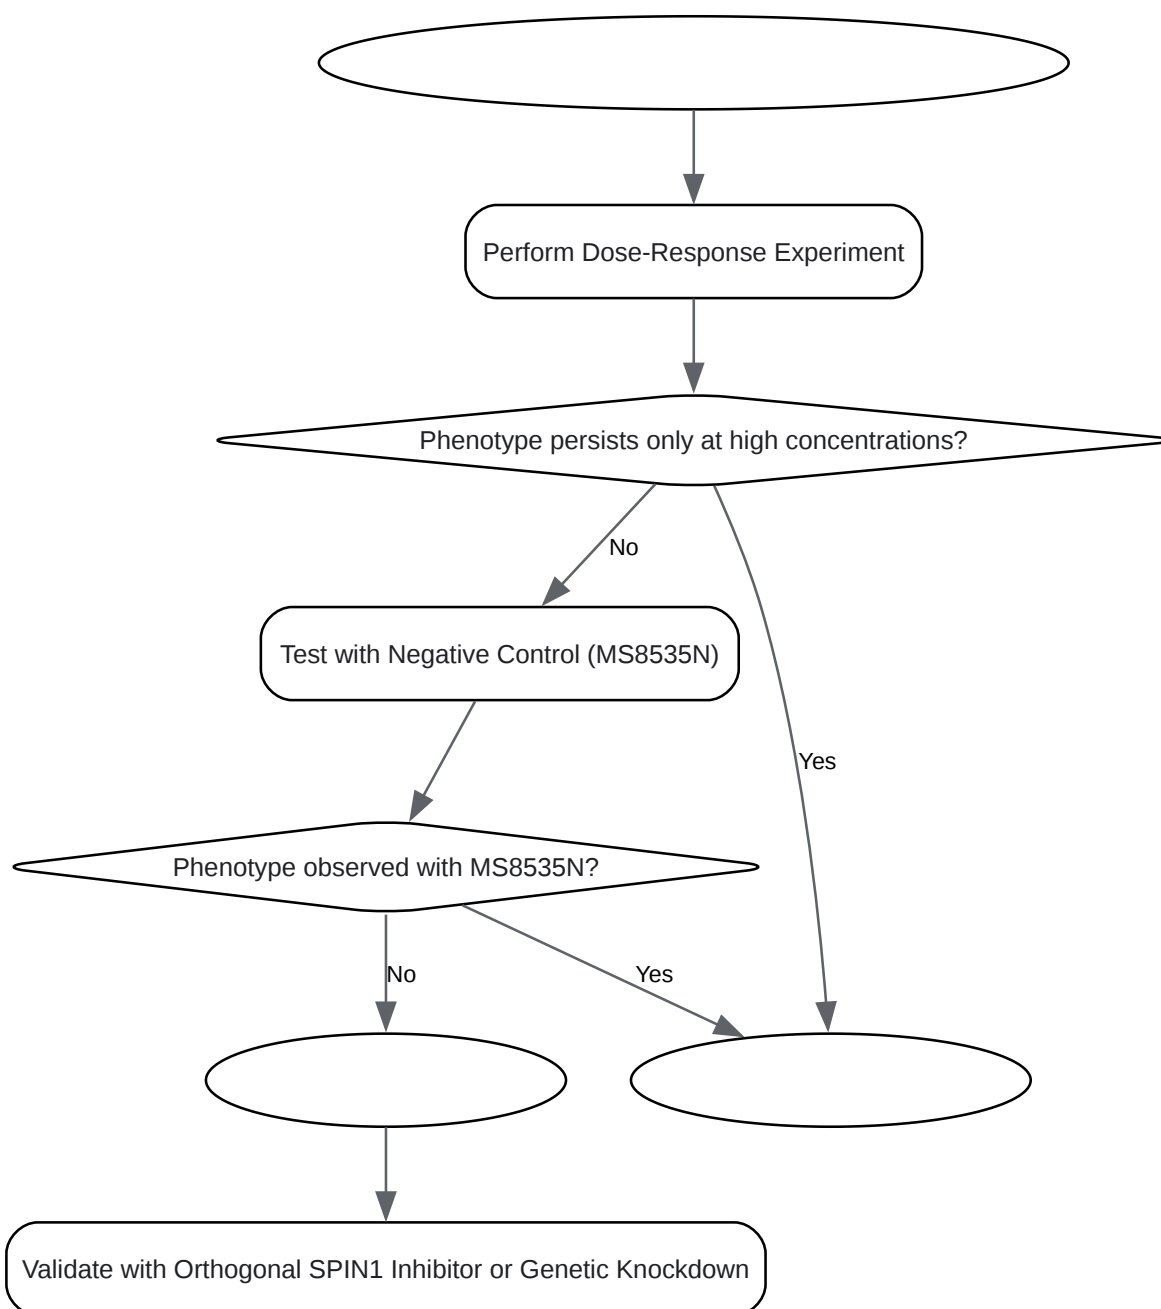 Perform Dose-Response Experiment
Phenotype persists only at high concentrations?
No
Test with Negative Control (MS8535N)
Yes
Phenotype observed with MS8535N?
No
Yes
Validate with Orthogonal SPIN1 Inhibitor or Genetic Knockdown